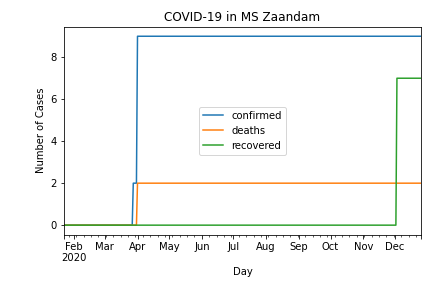 COVID-19 in MS Zaandam
Number of Cases
8
6
4
2
0
confirmed
deaths
recovered
Feb Mar Apr May Jun Jul Aug Sep Oct Nov Dec
2020
Day